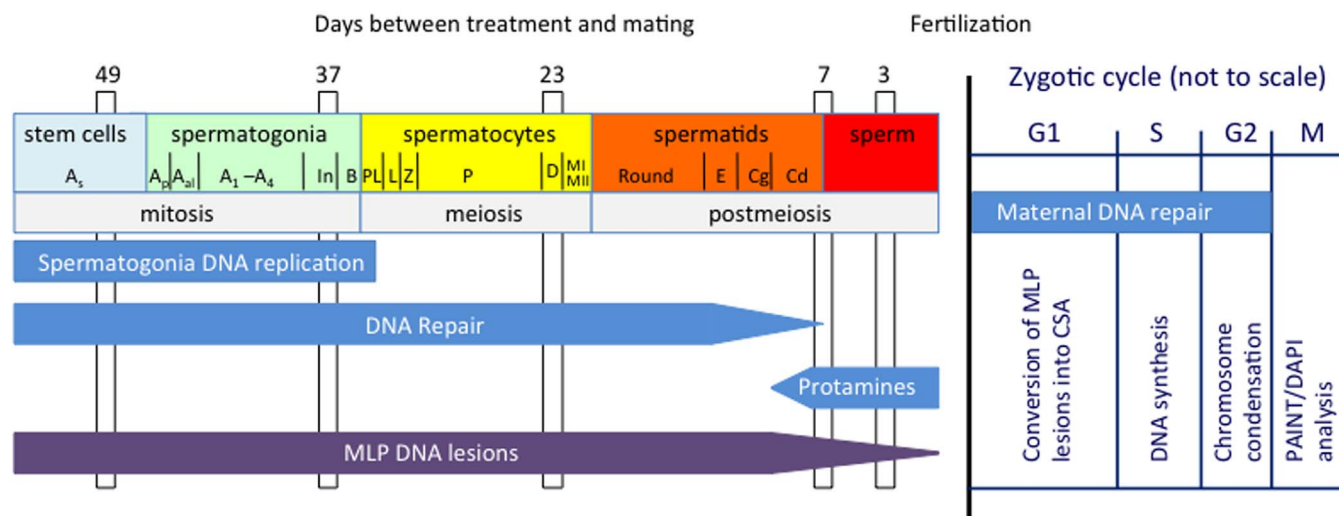 Days between treatment and mating
Fertilization
49 37 23 7 3
Zygotic cycle (not to scale)
stem cells spermatogonia spermatocytes spermatids sperm
G1 S G2 M
As Ap Aal A1 –A4 In B PL L Z P D MI MII Round E Cg Cd
mitosis meiosis postmeiosis
Maternal DNA repair
Spermatogonia DNA replication
DNA Repair
Protamines
MLP DNA lesions
Conversion of MLP
lesions into CSA
DNA synthesis
Chromosome
condensation
PAINT/DAPI
analysis